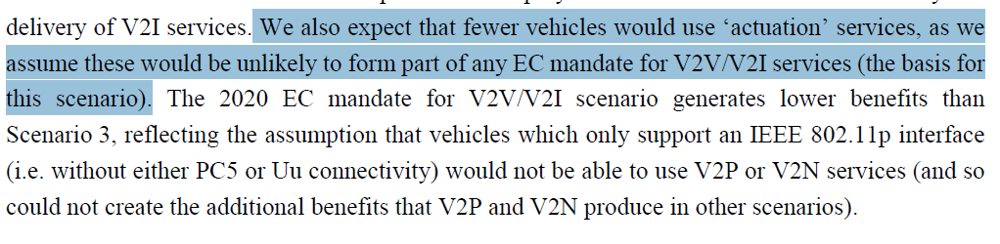 delivery of V2I services. We also expect that fewer vehicles would use ‘actuation’ services, as we
assume these would be unlikely to form part of any EC mandate for V2V/V2I services (the basis for
this scenario). The 2020 EC mandate for V2V/V2I scenario generates lower benefits than
Scenario 3, reflecting the assumption that vehicles which only support an IEEE 802.11p interface
(i.e. without either PC5 or Uu connectivity) would not be able to use V2P or V2N services (and so
could not create the additional benefits that V2P and V2N produce in other scenarios).